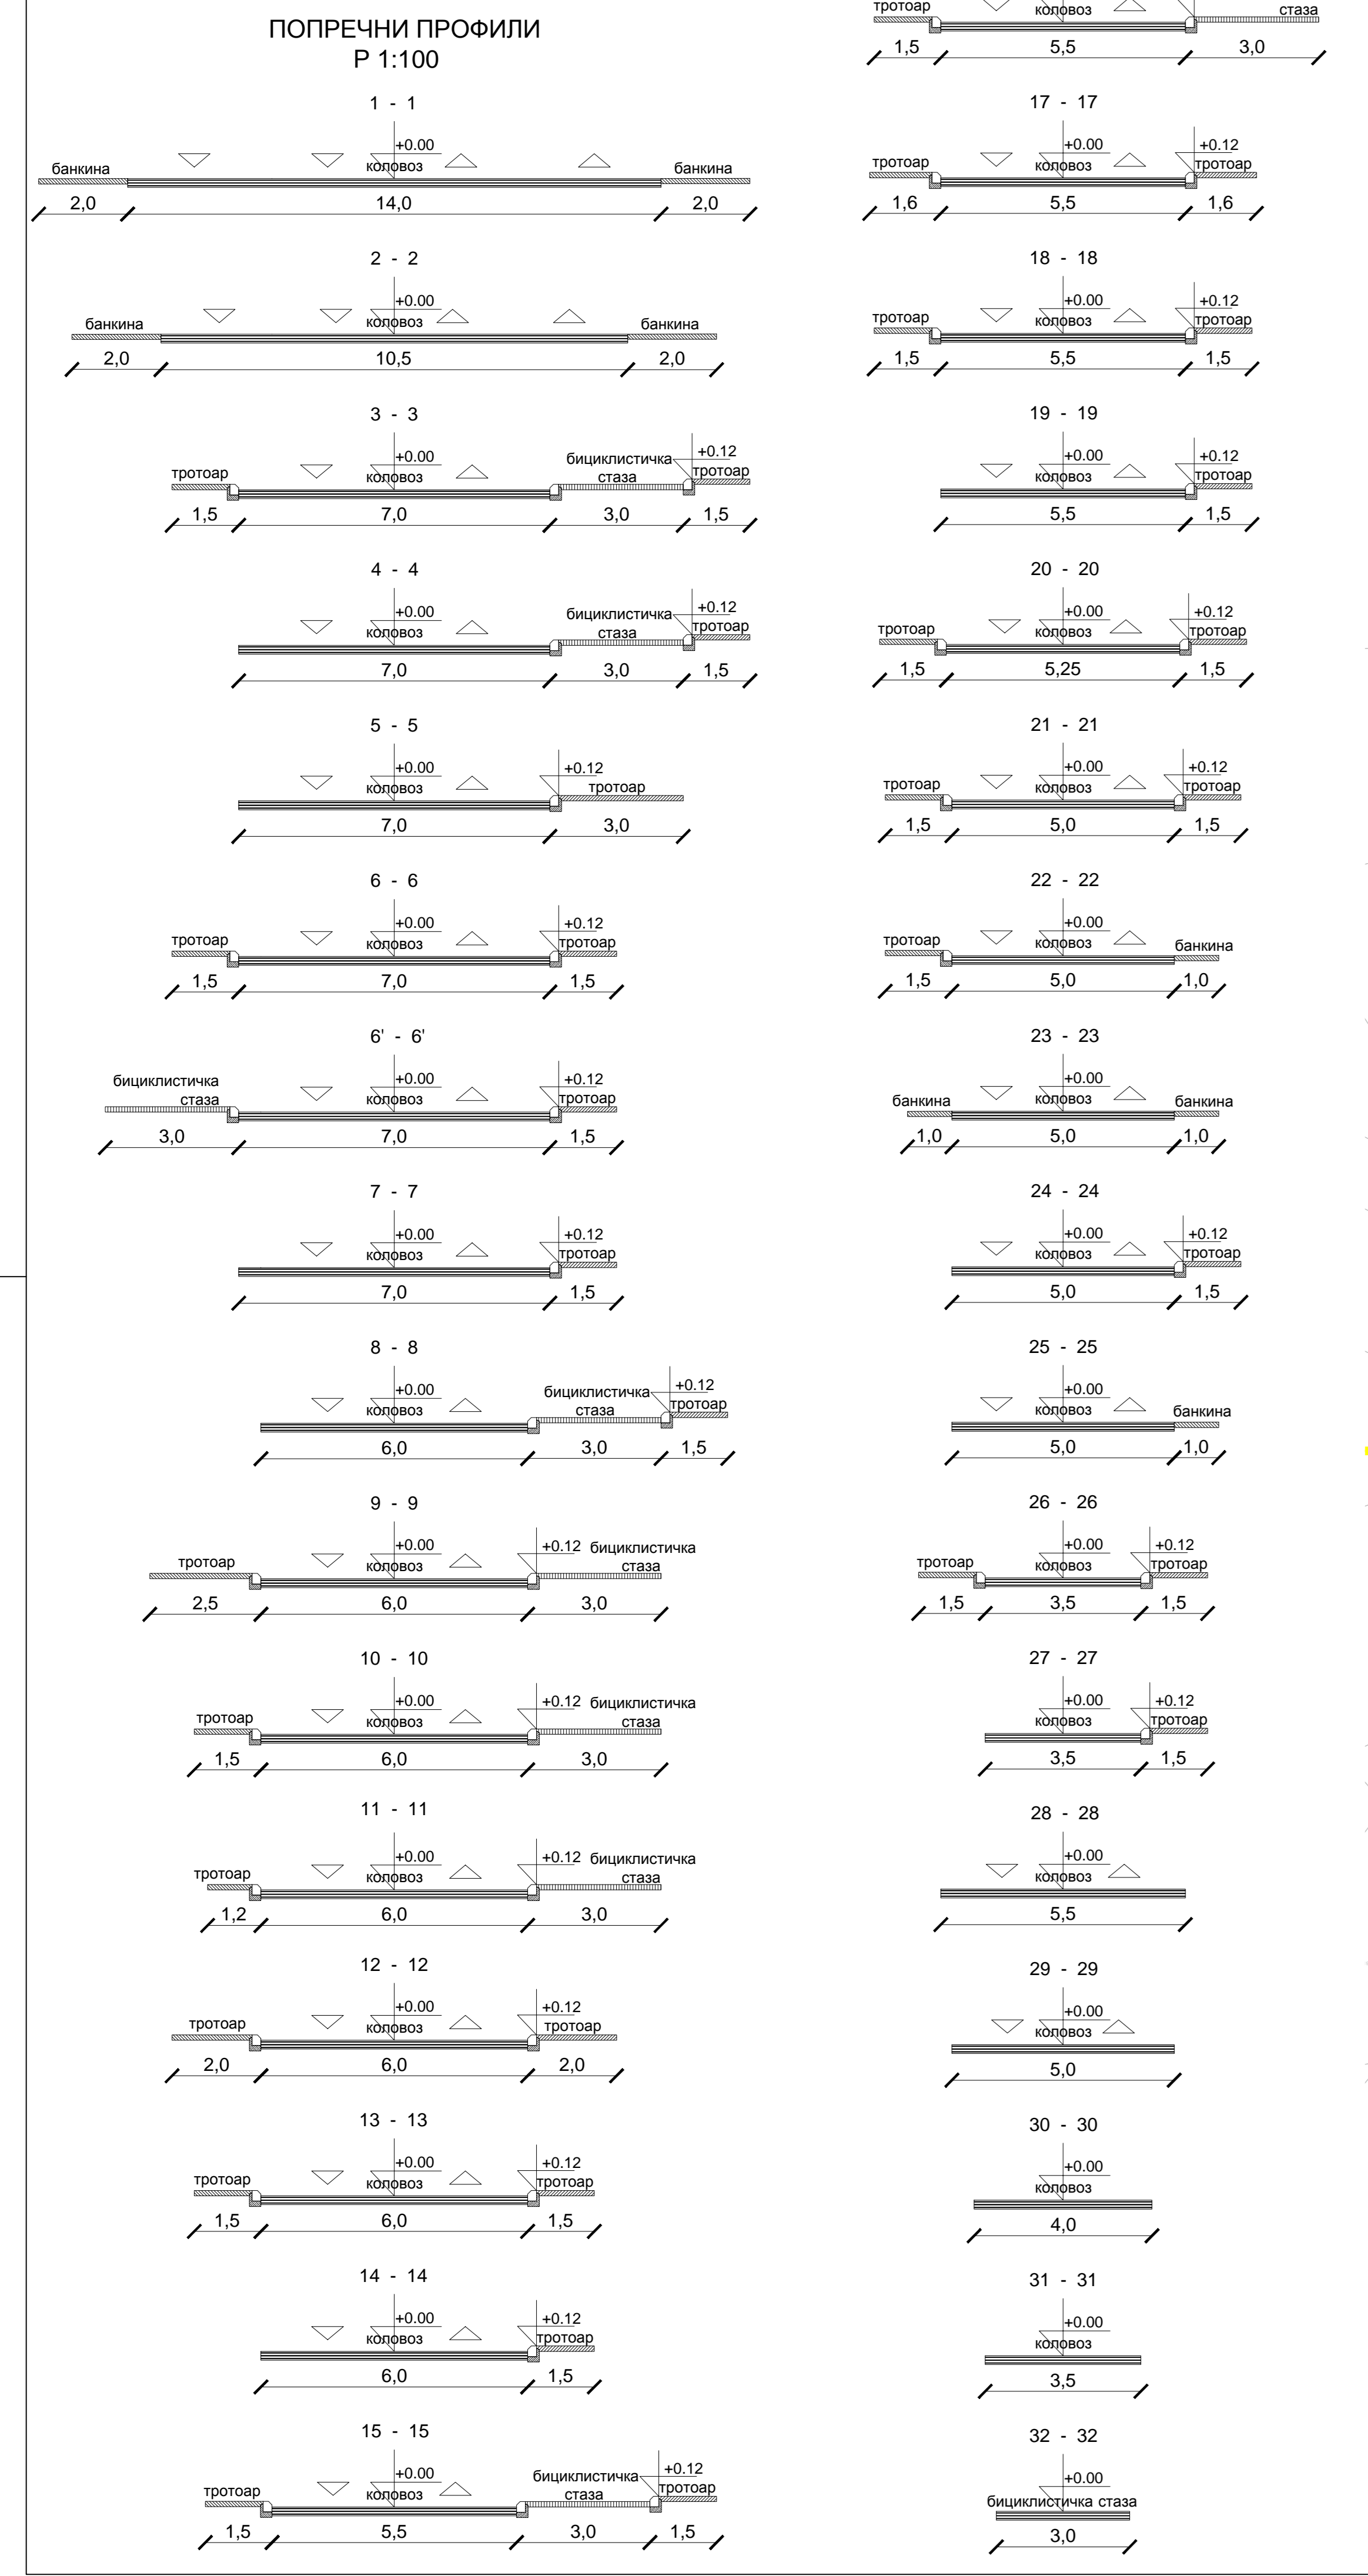 ПОПРЕЧНИ ПРОФИЛИ
Р 1:100
1 - 1
+0.00
банкина коловоз банкина
2,0 14,0 2,0
2 - 2
+0.00
банкина коловоз банкина
2,0 10,5 2,0
3 - 3
+0.00 бициклистичка +0.12
тротоар коловоз стаза тротоар
1,5 7,0 3,0 1,5
4 - 4
+0.00 бициклистичка +0.12
коловоз стаза тротоар
7,0 3,0 1,5
5 - 5
+0.00 +0.12
коловоз тротоар
7,0 3,0
6 - 6
+0.00 +0.12
тротоар коловоз тротоар
1,5 7,0 1,5
6' - 6'
бициклистичка +0.00 +0.12
стаза коловоз тротоар
3,0 7,0 1,5
7 - 7
+0.00 +0.12
коловоз тротоар
7,0 1,5
8 - 8
+0.00 бициклистичка +0.12
коловоз стаза тротоар
6,0 3,0 1,5
9 - 9
+0.00 +0.12 бициклистичка
тротоар коловоз стаза
2,5 6,0 3,0
10 - 10
+0.00 +0.12 бициклистичка
тротоар коловоз стаза
1,5 6,0 3,0
11 - 11
+0.00 +0.12 бициклистичка
тротоар коловоз стаза
1,2 6,0 3,0
12 - 12
+0.00 +0.12
тротоар коловоз тротоар
2,0 6,0 2,0
13 - 13
+0.00 +0.12
тротоар коловоз тротоар
1,5 6,0 1,5
14 - 14
+0.00 +0.12
коловоз тротоар
6,0 1,5
15 - 15
+0.00 бициклистичка +0.12
тротоар коловоз стаза тротоар
1,5 5,5 3,0 1,5
тротоар коловоз стаза
1,5 5,5 3,0
17 - 17
+0.00 +0.12
тротоар коловоз тротоар
1,6 5,5 1,6
18 - 18
+0.00 +0.12
тротоар коловоз тротоар
1,5 5,5 1,5
19 - 19
+0.00 +0.12
коловоз тротоар
5,5 1,5
20 - 20
+0.00 +0.12
тротоар коловоз тротоар
1,5 5,25 1,5
21 - 21
+0.00 +0.12
тротоар коловоз тротоар
1,5 5,0 1,5
22 - 22
+0.00
тротоар коловоз банкина
1,5 5,0 1,0
23 - 23
+0.00
банкина коловоз банкина
1,0 5,0 1,0
24 - 24
+0.00 +0.12
коловоз тротоар
5,0 1,5
25 - 25
+0.00
коловоз банкина
5,0 1,0
26 - 26
+0.00 +0.12
тротоар коловоз тротоар
1,5 3,5 1,5
27 - 27
+0.00 +0.12
коловоз тротоар
3,5 1,5
28 - 28
+0.00
коловоз
5,5
29 - 29
+0.00
коловоз
5,0
30 - 30
+0.00
коловоз
4,0
31 - 31
+0.00
коловоз
3,5
32 - 32
+0.00
бициклистичка стаза
3,0